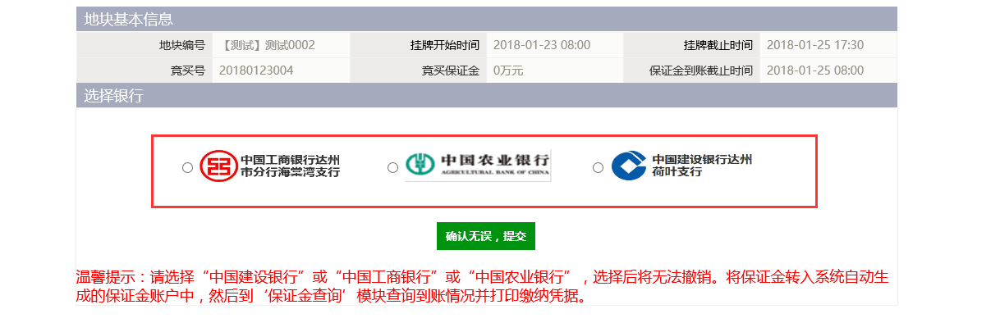 地块基本信息
地块编号 【测试】测试0002 挂牌开始时间 2018-01-23 08:00 挂牌截止时间 2018-01-25 17:30
竞买号 20180123004 竞买保证金 0万元 保证金到账截止时间 2018-01-25 08:00
选择银行
中国工商银行达州
市分行海棠湾支行
中国农业银行
AGRICULTURAL BANK OF CHINA
中国建设银行达州
荷叶支行
确认无误，提交
温馨提示：请选择“中国建设银行”或“中国工商银行”或“中国农业银行”，选择后将无法撤销。将保证金转入系统自动生
成的保证金账户中，然后到‘保证金查询’模块查询到账情况并打印缴纳凭据。